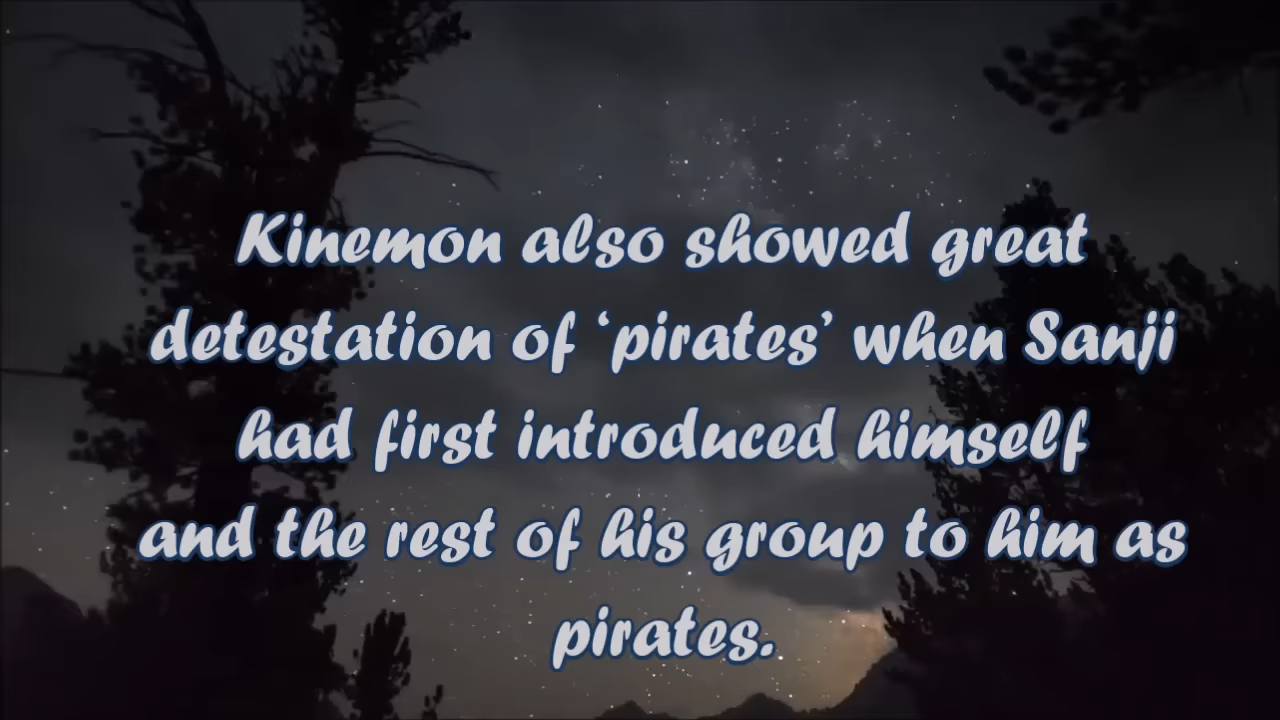 Kinemon also showed great
detestation of ‘pirates’ when Sanji
had first introduced himself
and the rest of his group to him as
pirates.